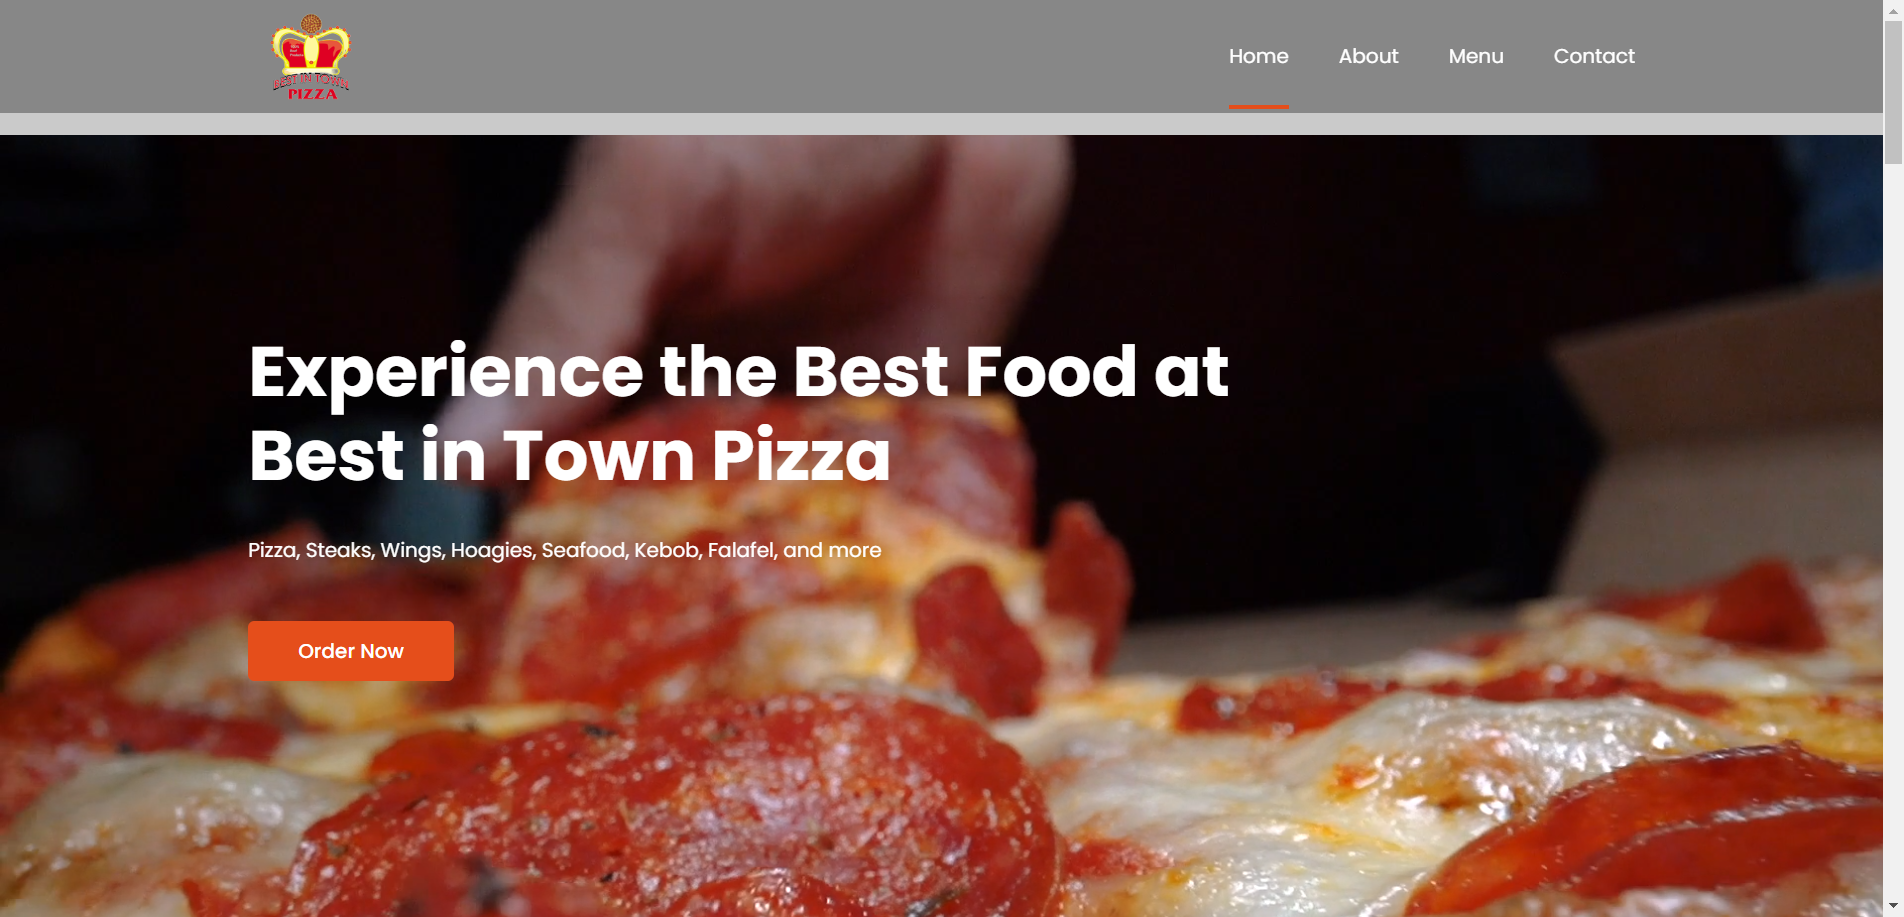 BEST IN TOWN
PIZZA
Home About Menu Contact
Experience the Best Food at
Best in Town Pizza
Pizza, Steaks, Wings, Hoagies, Seafood, Kebob, Falafel, and more
Order Now